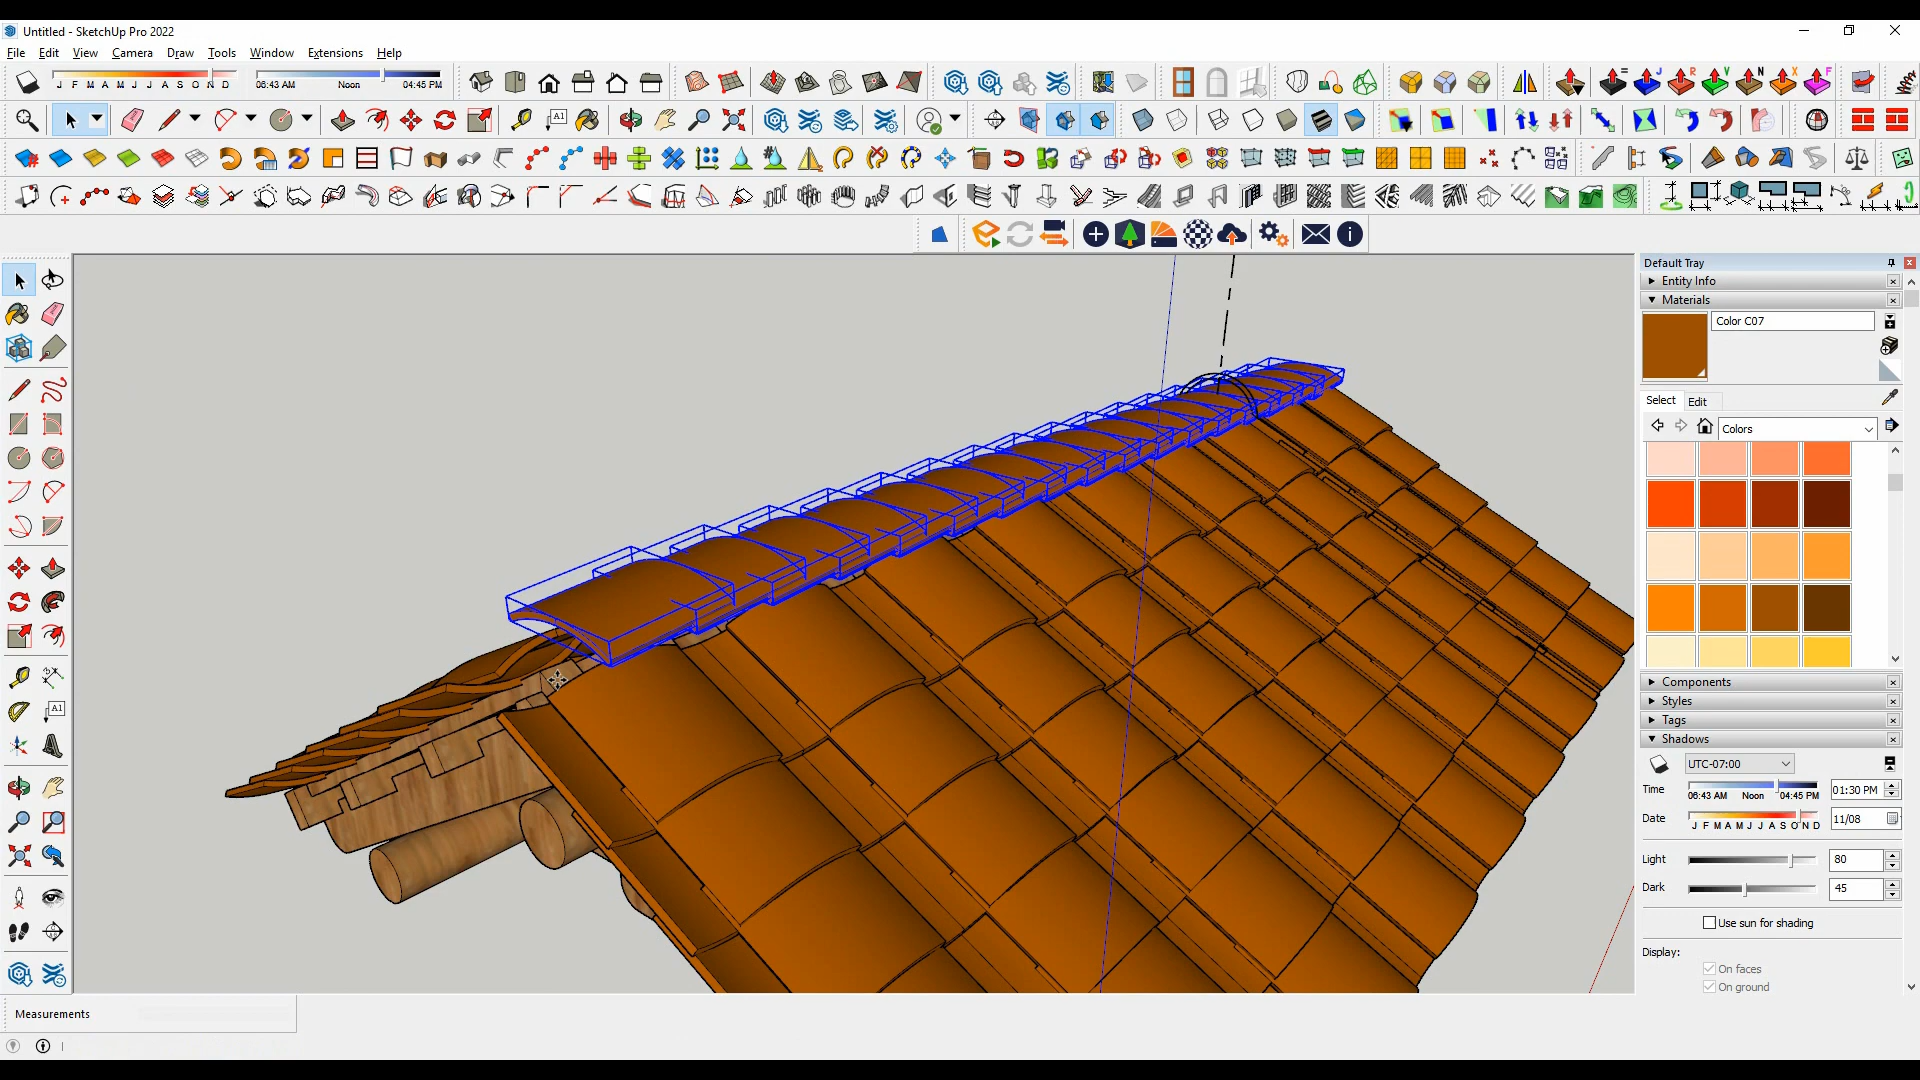 Untitled - SketchUp Pro 2022
File Edit View Camera Draw Tools Window Extensions Help
J F M A M J J A S O N D 06:43 AM Noon 04:45 PM
A1
Default Tray
Entity Info
Materials
Color C07
Select Edit
Colors
A1
Components
Styles
Tags
Shadows
UTC-07:00
Time 06:43 AM Noon 04:45 PM 01:30 PM
Date J F M A M J J A S O N D 11/08
Light 80
Dark 45
Use sun for shading
Display:
On faces
On ground
Measurements